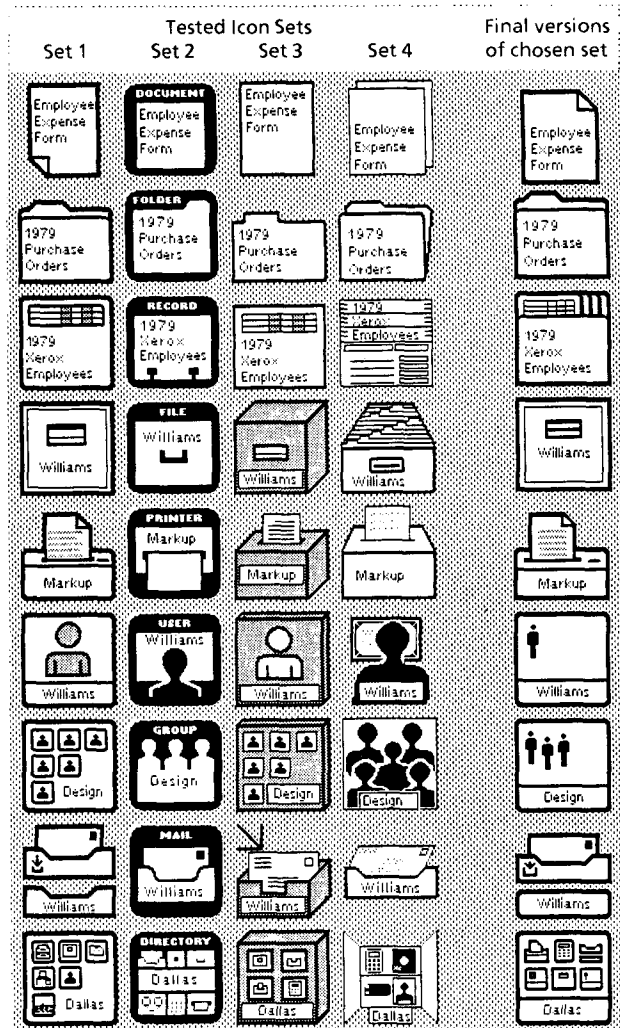 Tested Icon Sets
Final versions
of chosen set
Set 1
Set 2
Set 3
Set 4
Employee
Expense
Form
DOCUMENT
Employee
Expense
Form
Employee
Expense
Form
Employee
Expense
Form
Employee
Expense
Form
1979
Purchase
Orders
FOLDER
1979
Purchase
Orders
1979
Purchase
Orders
1979
Purchase
Orders
1979
Purchase
Orders
1979
Xerox
Employees
RECORD
1979
Xerox
Employees
1979
Xerox
Employees
1979
Xerox
Employees
1979
Xerox
Employees
Williams
FILE
Williams
Williams
Williams
Williams
Markup
PRINTER
Markup
Markup
Markup
Markup
Williams
USER
Williams
Williams
Williams
Williams
Design
GROUP
Design
Design
Design
Design
Williams
MAIL
Williams
Williams
Williams
Williams
etc
Dallas
DIRECTORY
Dallas
Dallas
Dallas
Dallas